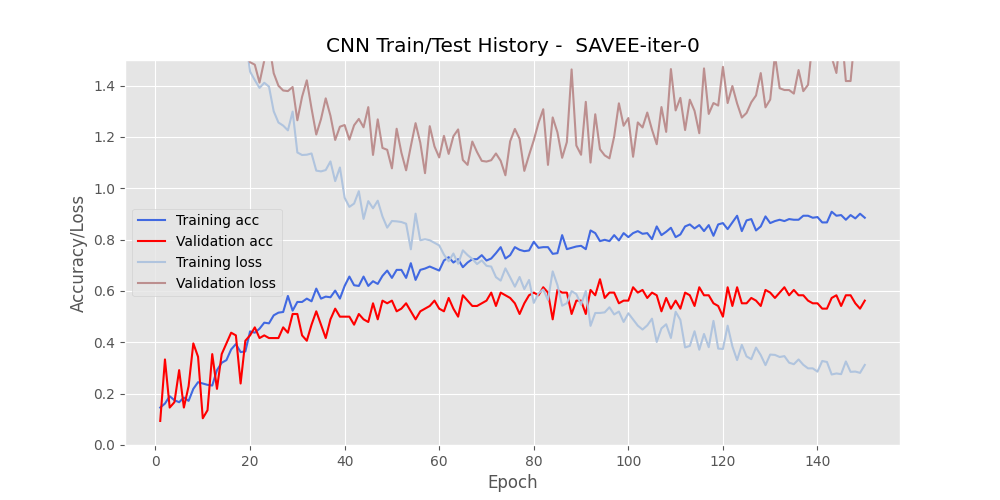 CNN Train/Test History -  SAVEE-iter-0
Accuracy/Loss
1.4
1.2
1.0
0.8
0.6
0.4
0.2
0.0
Training acc
Validation acc
Training loss
Validation loss
0 20 40 60 80 100 120 140
Epoch